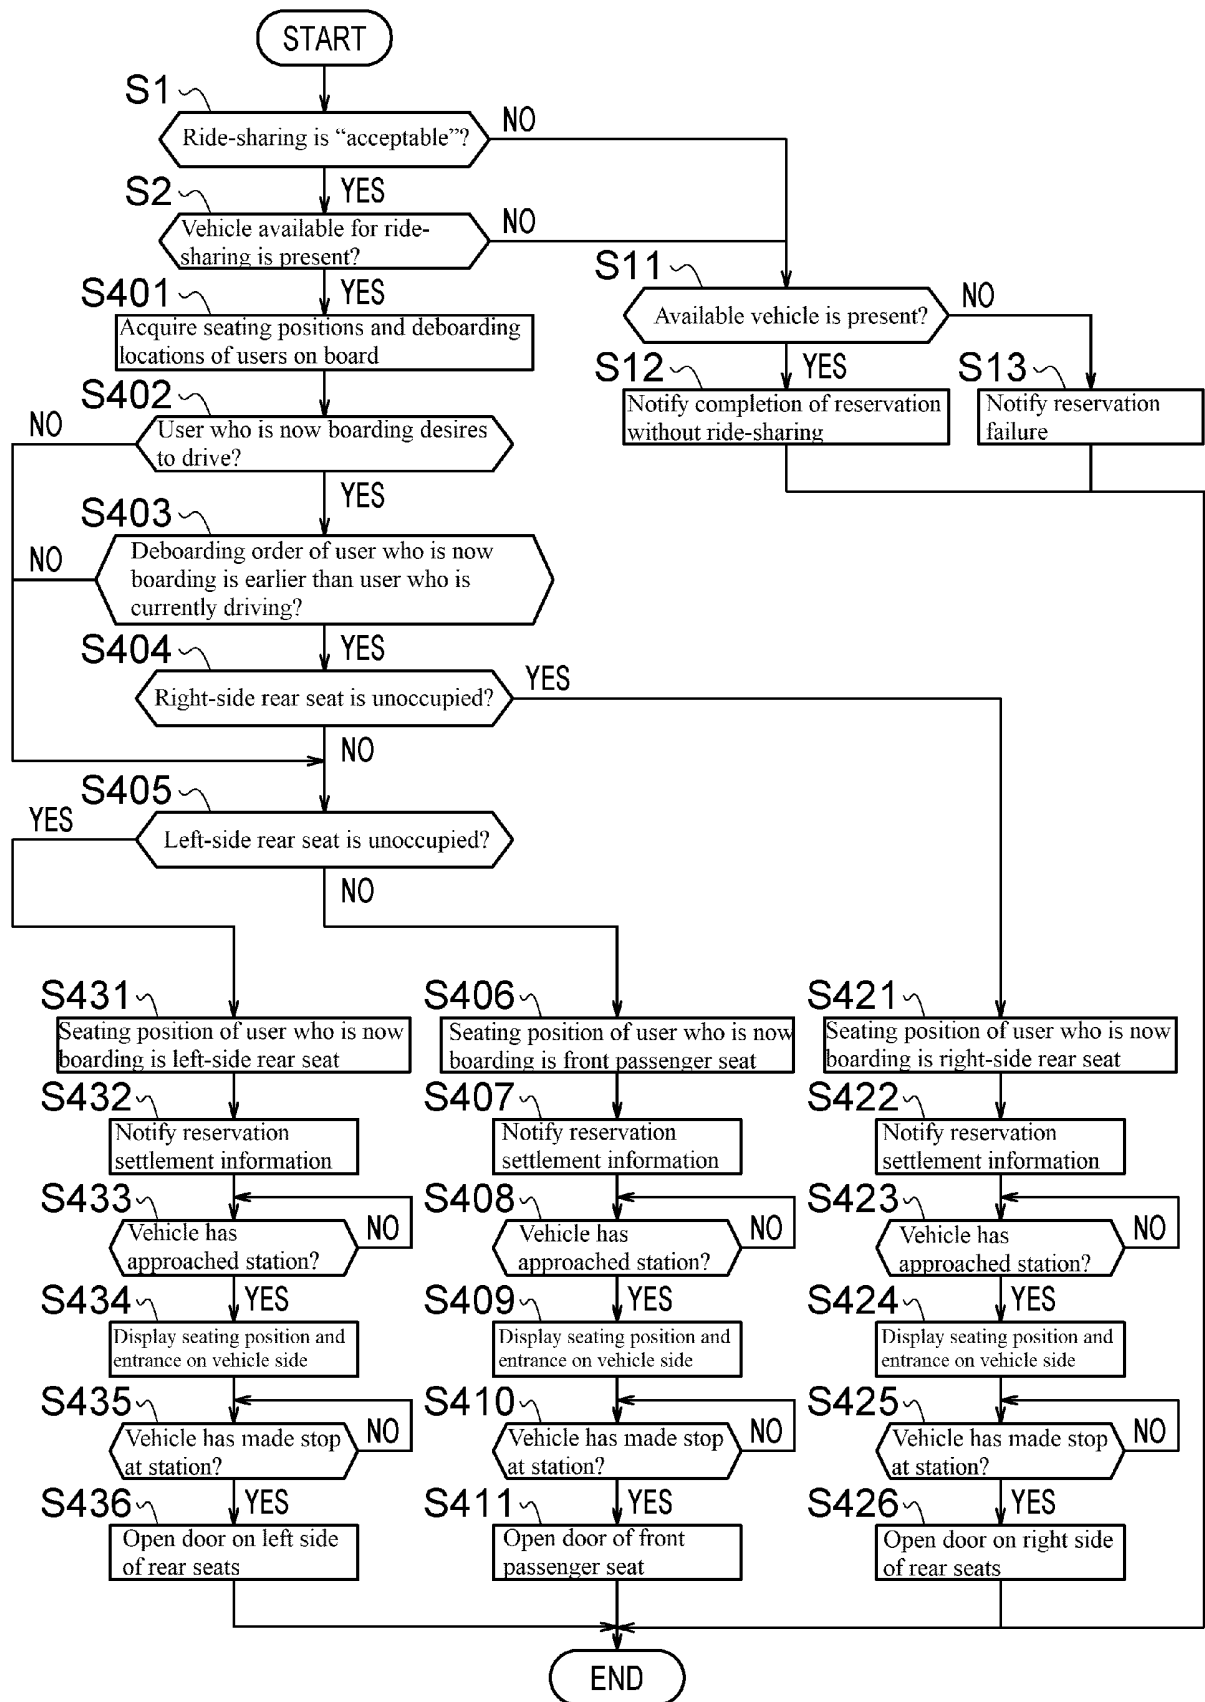 START
S1
Ride-sharing is “acceptable”?
NO
YES
S2
Vehicle available for ride-
sharing is present?
NO
YES
S11
Available vehicle is present?
NO
YES
S401
Acquire seating positions and deboarding
locations of users on board
S12
Notify completion of reservation
without ride-sharing
S13
Notify reservation
failure
S402
User who is now boarding desires
to drive?
NO
YES
S403
Deboarding order of user who is now
boarding is earlier than user who is
currently driving?
NO
YES
S404
Right-side rear seat is unoccupied?
YES
NO
S405
Left-side rear seat is unoccupied?
YES
NO
S431
Seating position of user who is now
boarding is left-side rear seat
S432
Notify reservation
settlement information
S433
Vehicle has
approached station?
NO
YES
S434
Display seating position and
entrance on vehicle side
S435
Vehicle has made stop
at station?
NO
YES
S436
Open door on left side
of rear seats
S406
Seating position of user who is now
boarding is front passenger seat
S407
Notify reservation
settlement information
S408
Vehicle has
approached station?
NO
YES
S409
Display seating position and
entrance on vehicle side
S410
Vehicle has made stop
at station?
NO
YES
S411
Open door of front
passenger seat
S421
Seating position of user who is now
boarding is right-side rear seat
S422
Notify reservation
settlement information
S423
Vehicle has
approached station?
NO
YES
S424
Display seating position and
entrance on vehicle side
S425
Vehicle has made stop
at station?
NO
YES
S426
Open door on right side
of rear seats
END